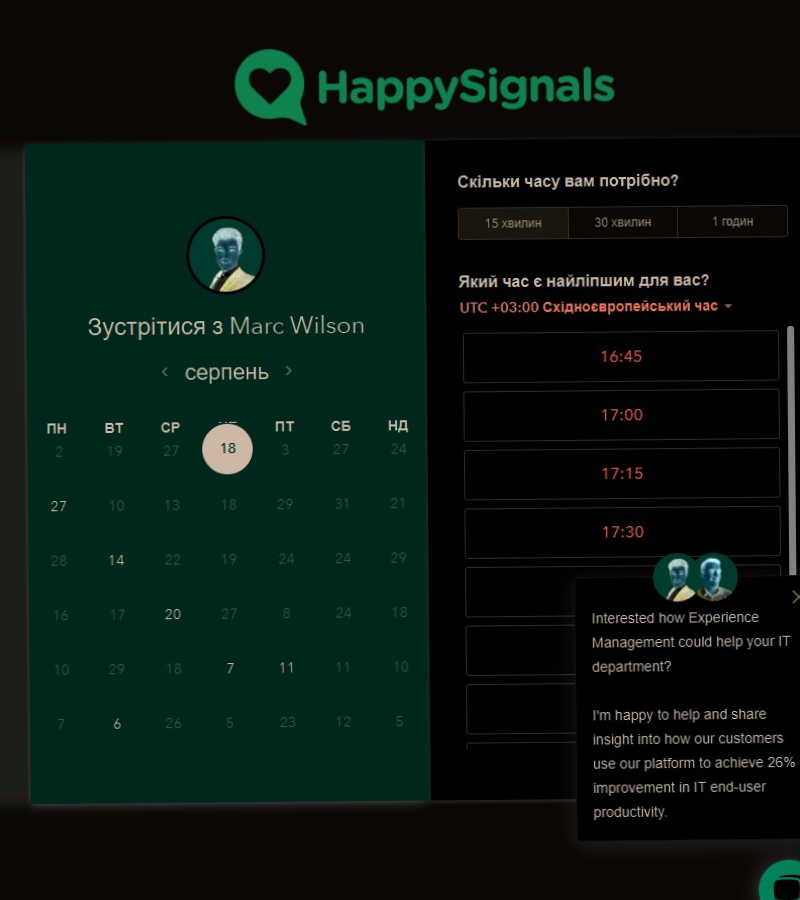 HappySignals
Зустрітися з Marc Wilson
серпень
ПН ВТ СР ПТ СБ НД
2 19 27 18 3 27 24
27 10 13 18 29 31 21
28 14 22 19 24 24 29
16 17 20 27 8 24 18
10 29 18 7 11 11 10
7 6 26 5 23 12 5
Скільки часу вам потрібно?
15 хвилин 30 хвилин 1 годин
Який час є найліпшим для вас?
UTC +03:00 Східноєвропейський час
16:45
17:00
17:15
17:30
Interested how Experience
Management could help your IT
department?
I'm happy to help and share
insight into how our customers
use our platform to achieve 26%
improvement in IT end-user
productivity.